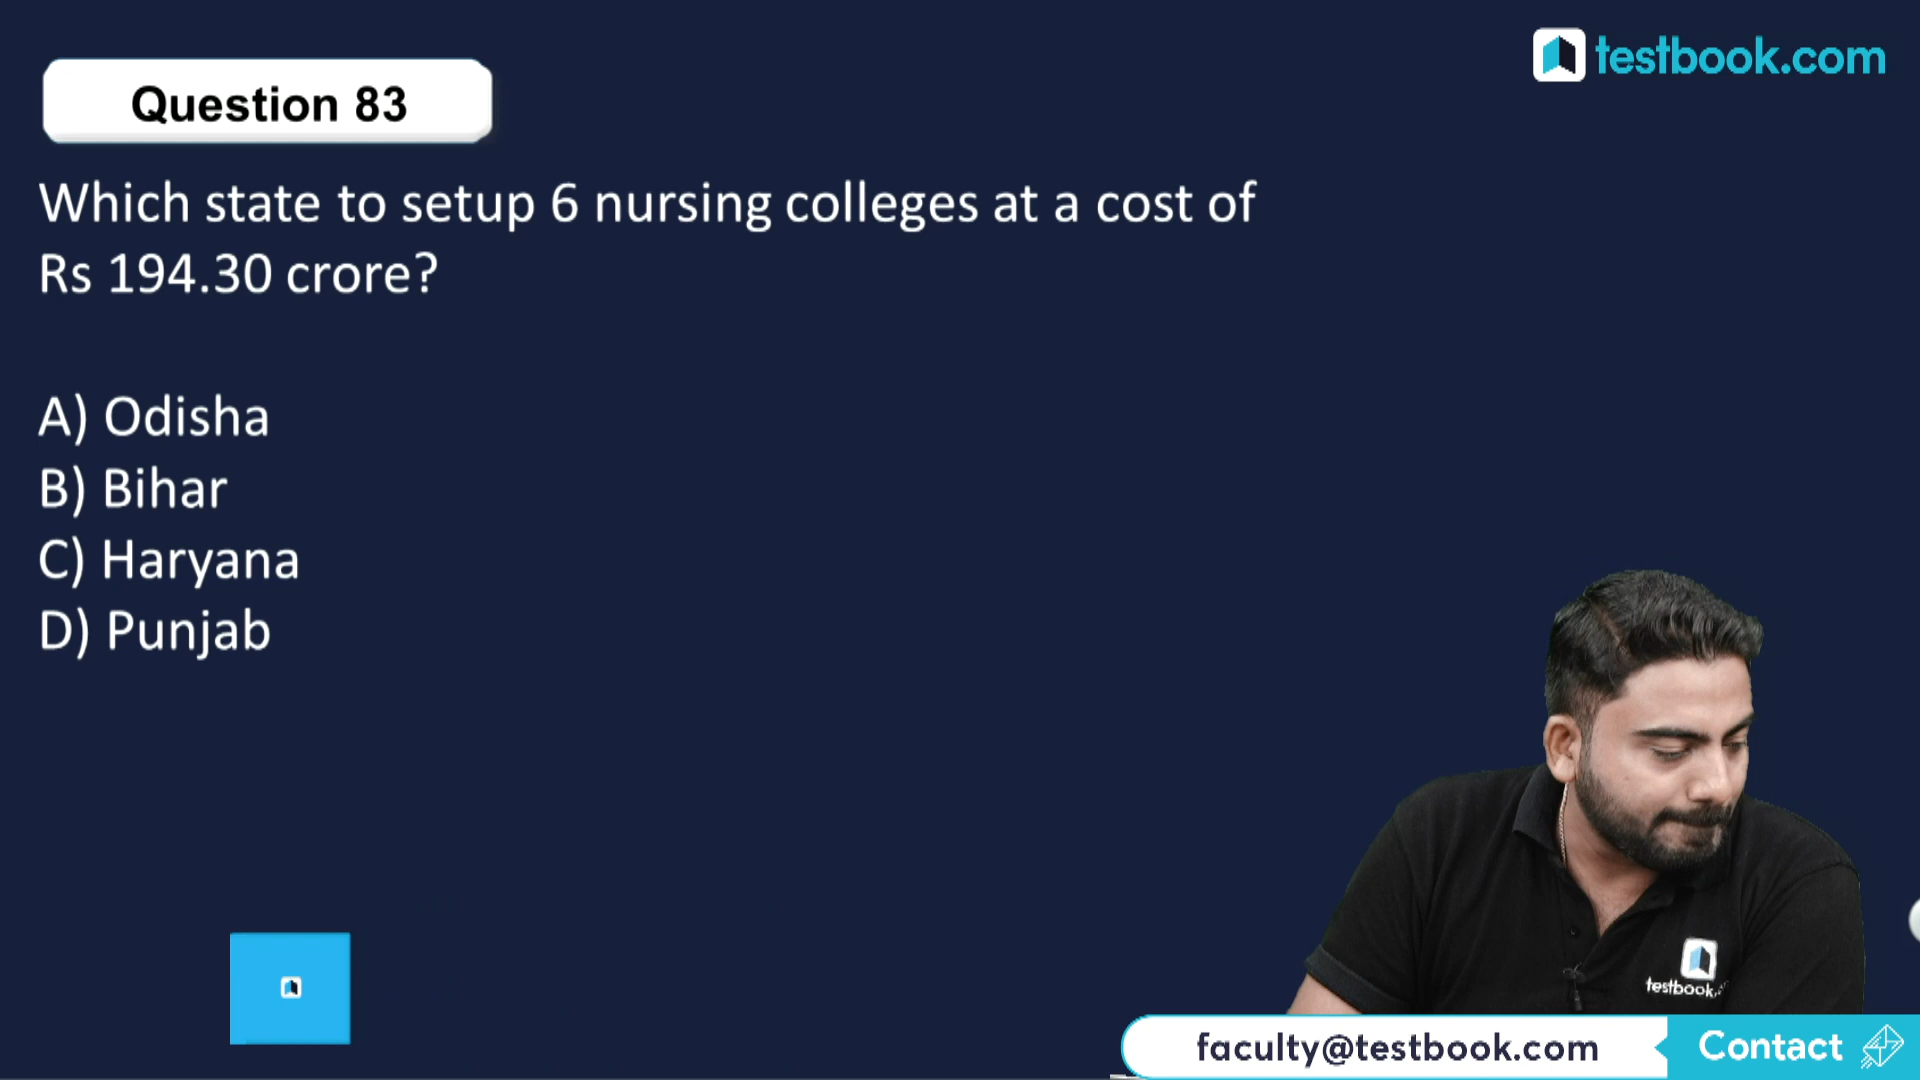 testbook.com
Question 83
Which state to setup 6 nursing colleges at a cost of
Rs 194.30 crore?
A) Odisha
B) Bihar
C) Haryana
D) Punjab
testbook.
faculty@testbook.com
Contact